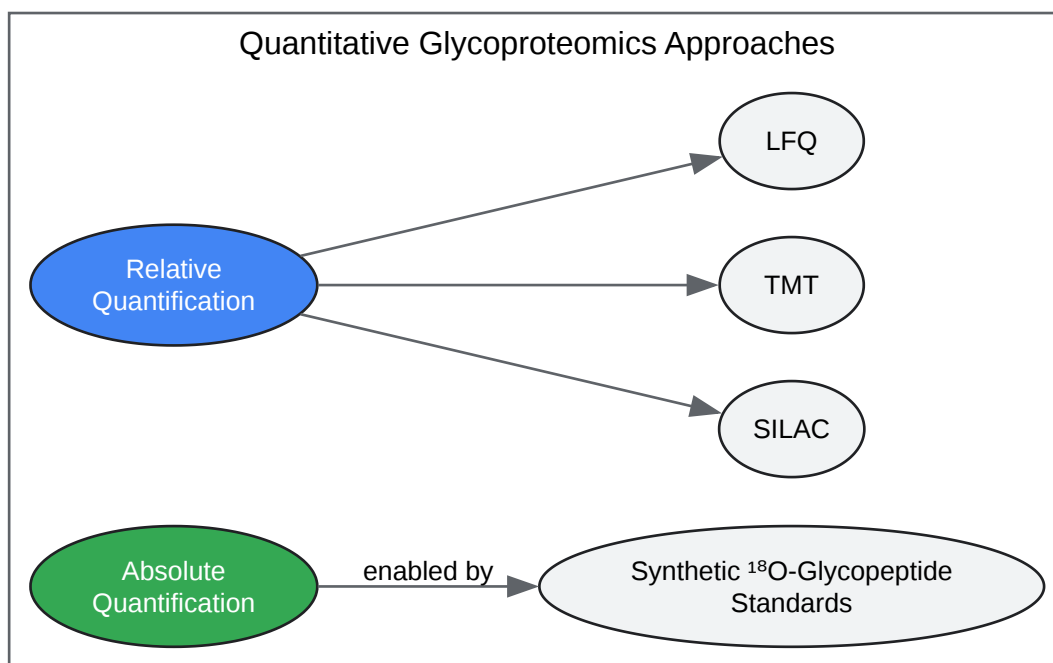 Quantitative Glycoproteomics Approaches
LFQ
Relative
Quantification
TMT
SILAC
Absolute
Quantification
enabled by
Synthetic ¹⁸O-Glycopeptide
Standards